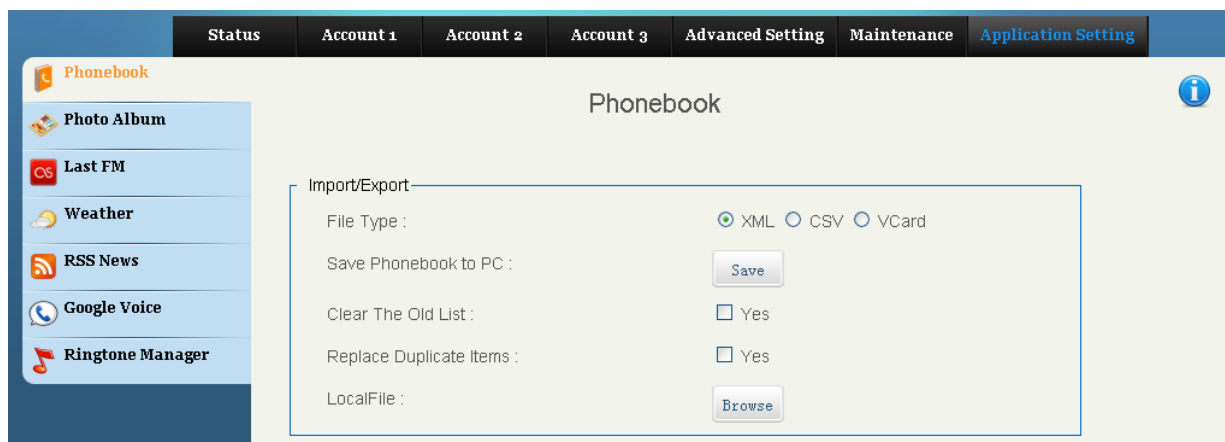 Status Account 1 Account 2 Account 3 Advanced Setting Maintenance Application Setting
Phonebook
Photo Album
Last FM
Weather
RSS News
Google Voice
Ringtone Manager
Phonebook
Import/Export
File Type : XML CSV VCard
Save Phonebook to PC : Save
Clear The Old List : Yes
Replace Duplicate Items : Yes
LocalFile : Browse